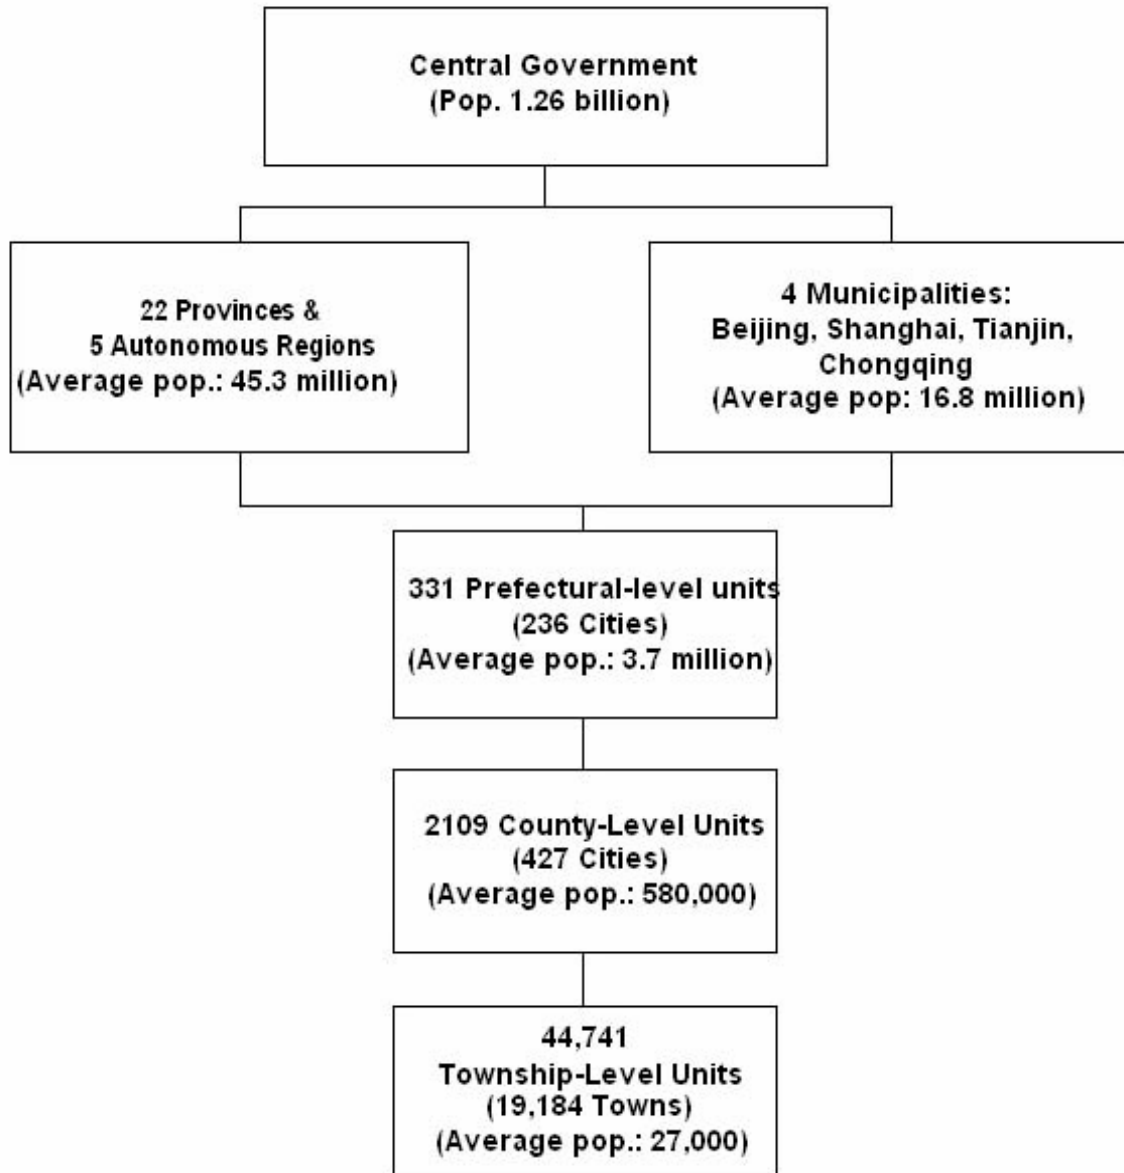 Central Government
(Pop. 1.26 billion)
22 Provinces &
5 Autonomous Regions
(Average pop.: 45.3 million)
4 Municipalities:
Beijing, Shanghai, Tianjin,
Chongqing
(Average pop: 16.8 million)
331 Prefectural-level units
(236 Cities)
(Average pop.: 3.7 million)
2109 County-Level Units
(427 Cities)
(Average pop.: 580,000)
44,741
Township-Level Units
(19,184 Towns)
(Average pop.: 27,000)